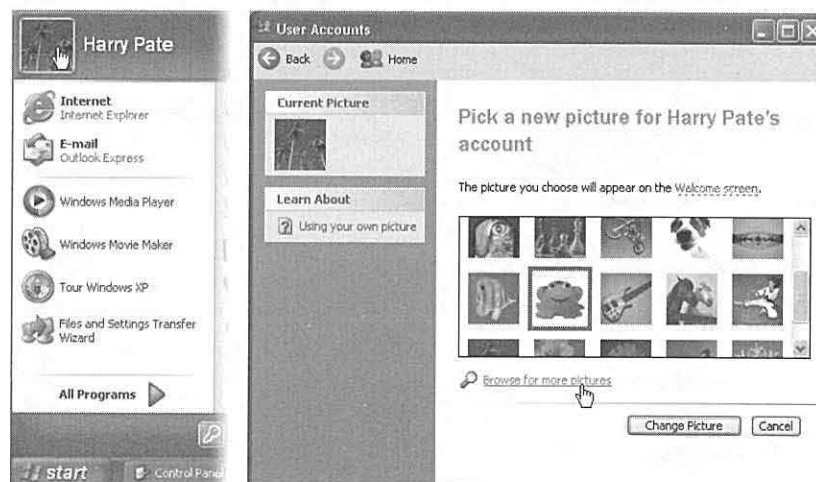 Harry Pate
Internet
Internet Explorer
E-mail
Outlook Express
Windows Media Player
Windows Movie Maker
Tour Windows XP
Files and Settings Transfer
Wizard
All Programs
start
Control Panel
User Accounts
Back
Home
Current Picture
Learn About
Using your own picture
Pick a new picture for Harry Pate's
account
The picture you choose will appear on the Welcome screen.
Browse for more pictures
Change Picture
Cancel